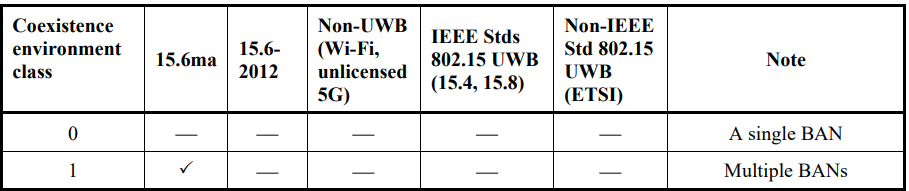 Coexistence environment class | 15.6ma | 15.6-2012 | Non-UWB (Wi-Fi, unlicensed 5G) | IEEE Stds 802.15 UWB (15.4, 15.8) | Non-IEEE Std 802.15 UWB (ETSI) | Note
0 | — | — | — | — | — | A single BAN
1 | ✓ | — | — | — | — | Multiple BANs